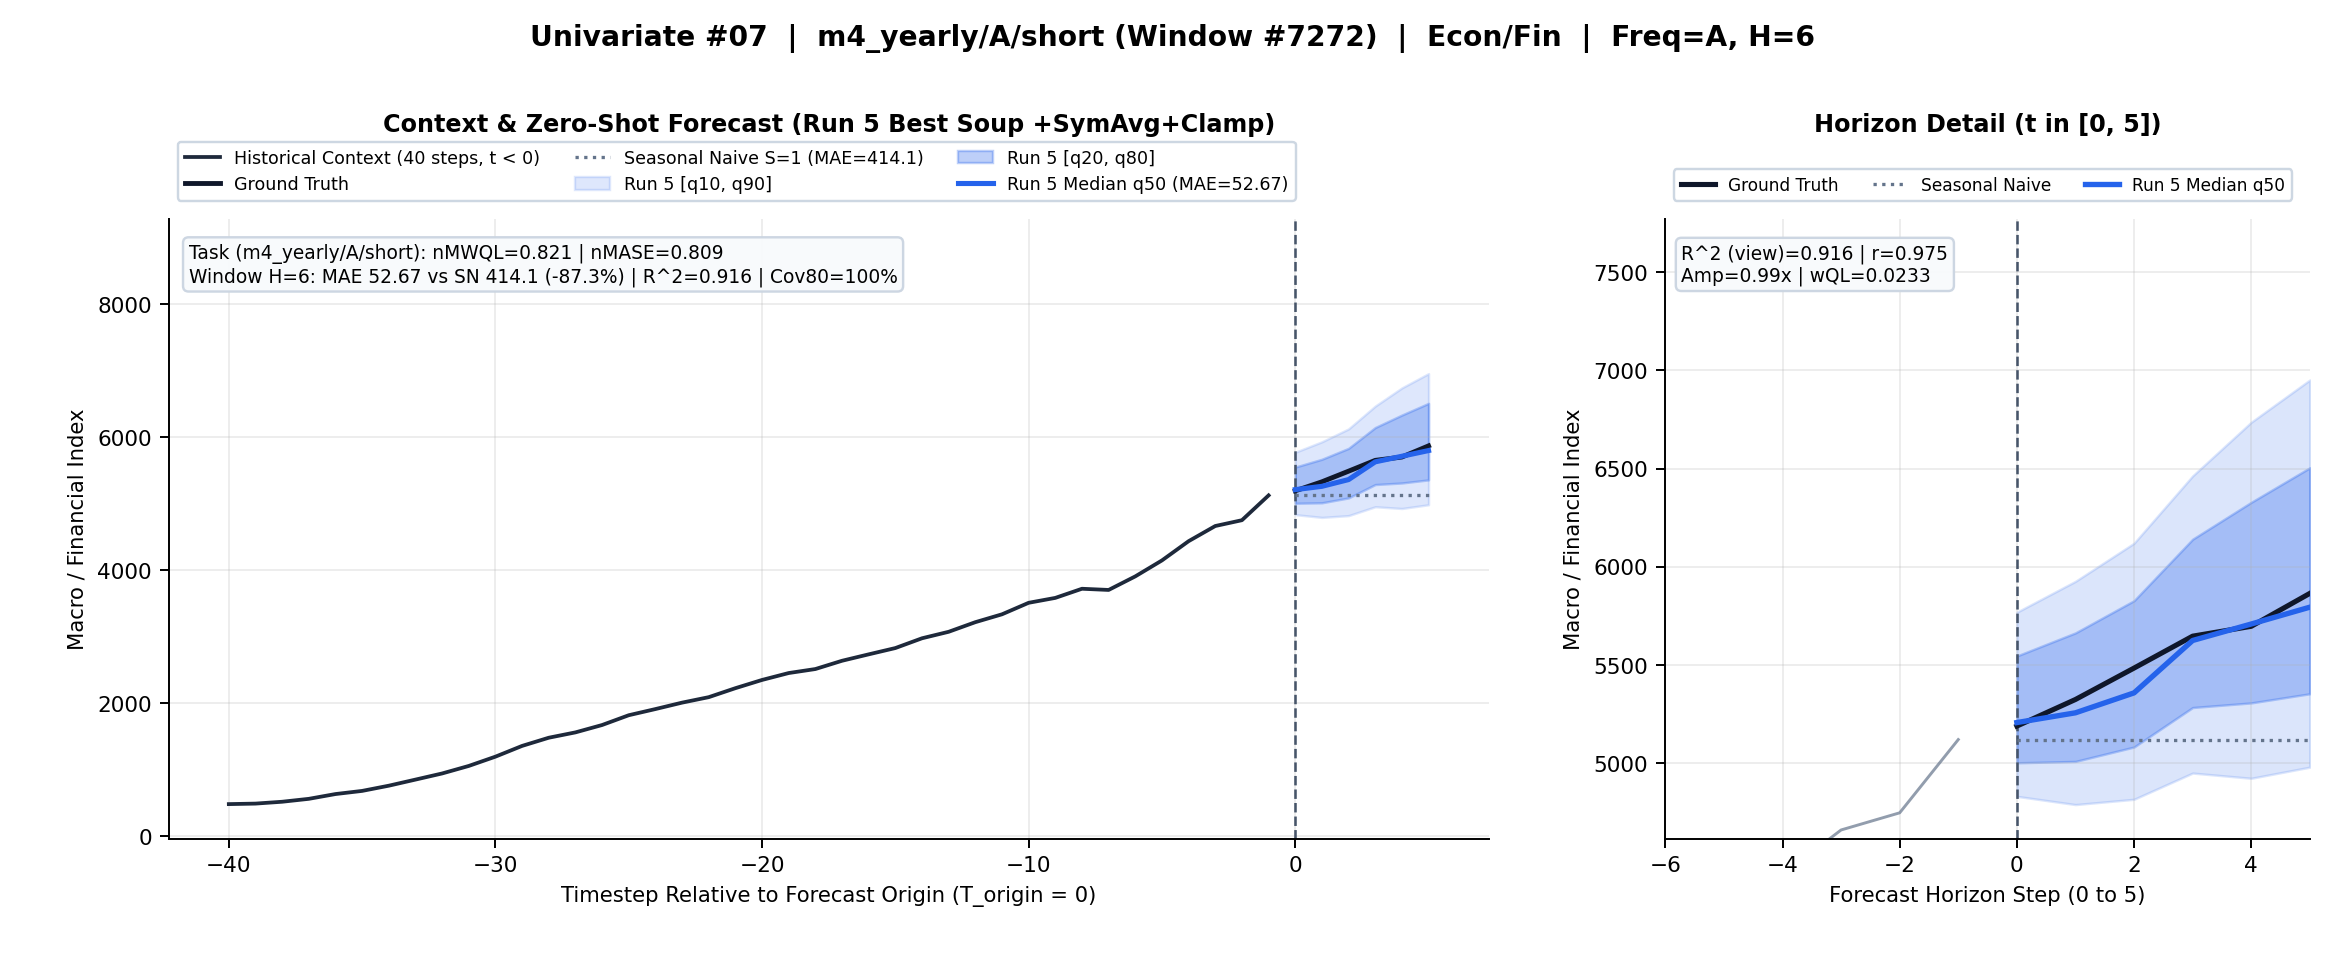 Univariate #07 | m4_yearly/A/short (Window #7272) | Econ/Fin | Freq=A, H=6
Context & Zero-Shot Forecast (Run 5 Best Soup +SymAvg+Clamp)
Historical Context (40 steps, t < 0)
Ground Truth
Seasonal Naive S=1 (MAE=414.1)
Run 5 [q10, q90]
Run 5 [q20, q80]
Run 5 Median q50 (MAE=52.67)
Task (m4_yearly/A/short): nMWQL=0.821 | nMASE=0.809
Window H=6: MAE 52.67 vs SN 414.1 (-87.3%) | R^2=0.916 | Cov80=100%
Macro / Financial Index
8000
6000
4000
2000
0
−40
−30
−20
−10
0
Timestep Relative to Forecast Origin (T_origin = 0)
Horizon Detail (t in [0, 5])
Ground Truth
Seasonal Naive
Run 5 Median q50
R^2 (view)=0.916 | r=0.975
Amp=0.99x | wQL=0.0233
Macro / Financial Index
7500
7000
6500
6000
5500
5000
−6
−4
−2
0
2
4
Forecast Horizon Step (0 to 5)